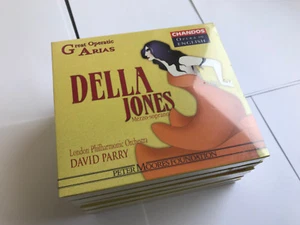 Great Operatic
Arias
CHANDOS
OPERA IN
ENGLISH
DELLA
JONES
Mezzo-soprano
London Philharmonic Orchestra
DAVID PARRY
PETER MOORES FOUNDATION